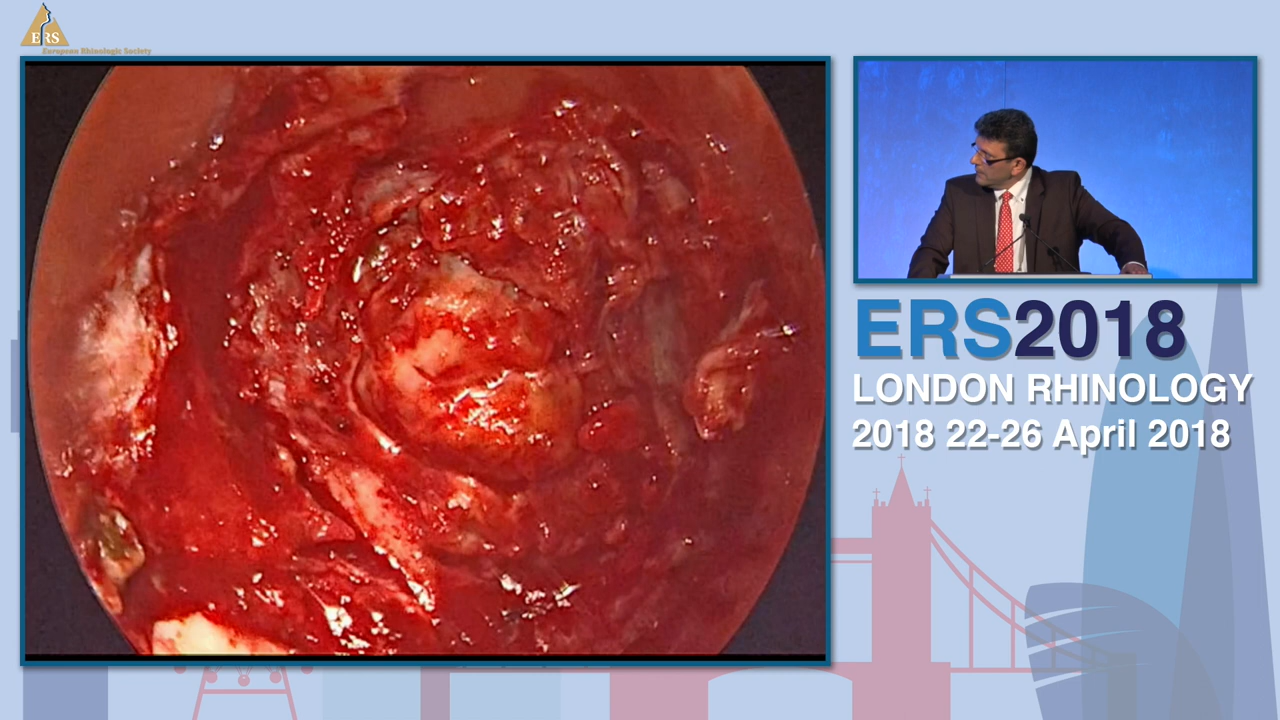 ERS
European Rhinologic Society
ERS2018
LONDON RHINOLOGY
2018 22-26 April 2018